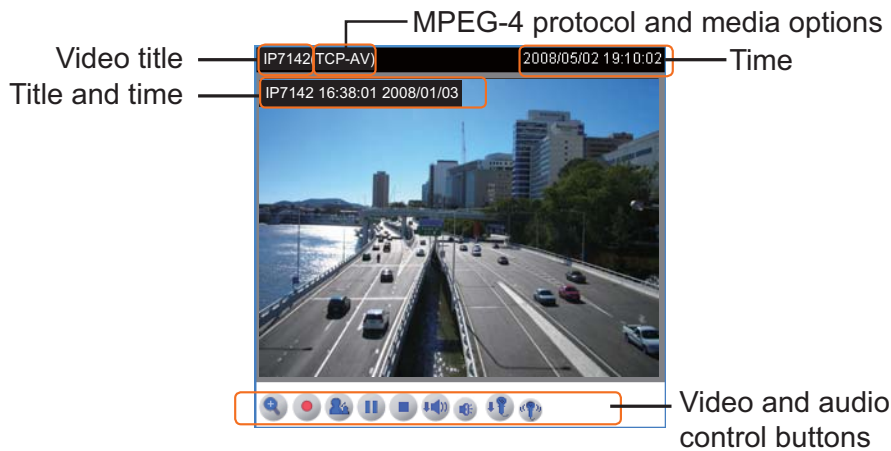 MPEG-4 protocol and media options
Video title
IP7142(TCP-AV)
2008/05/02 19:10:02
Time
Title and time
IP7142 16:38:01 2008/01/03
Video and audio
control buttons